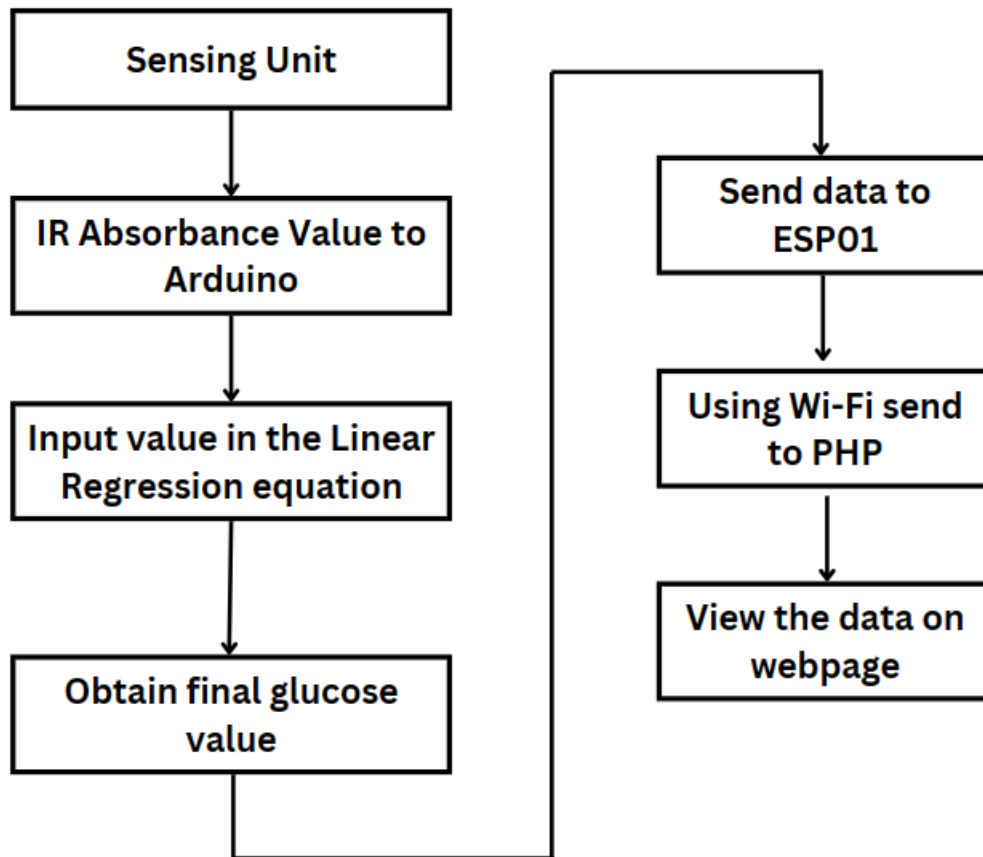 Sensing Unit
IR Absorbance Value to
Arduino
Input value in the Linear
Regression equation
Obtain final glucose
value
Send data to
ESP01
Using Wi-Fi send
to PHP
View the data on
webpage